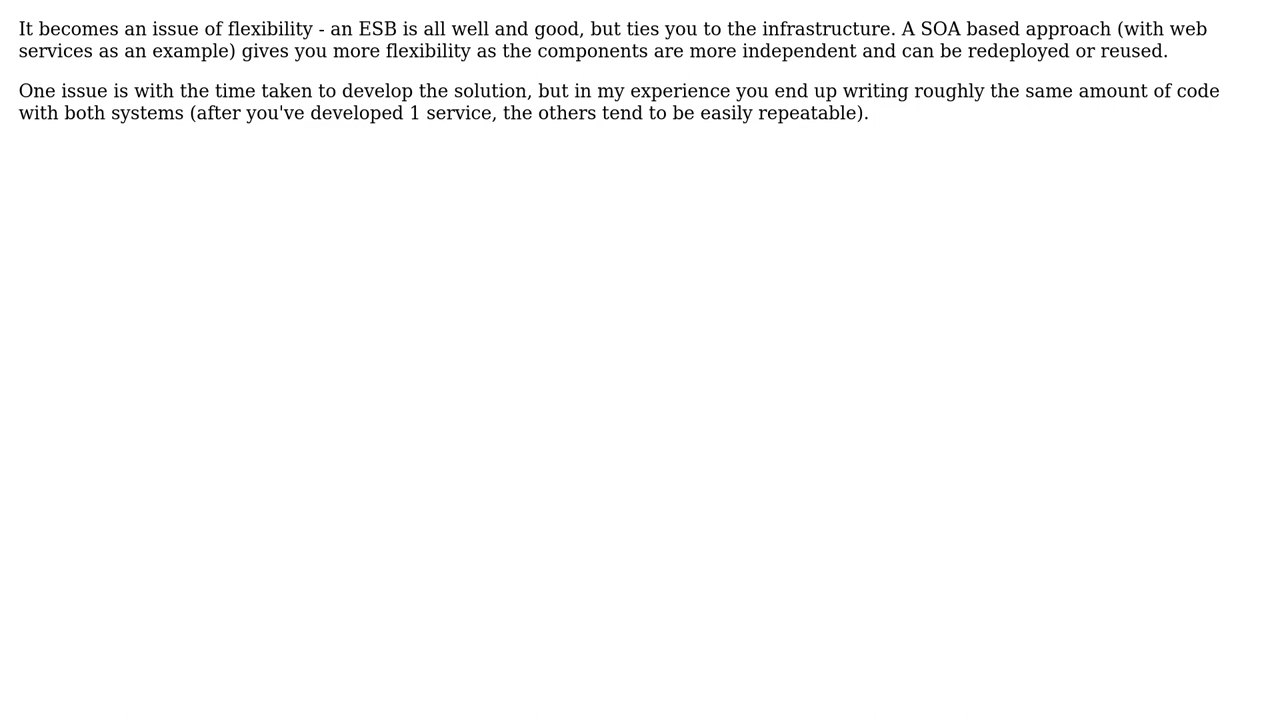 It becomes an issue of flexibility - an ESB is all well and good, but ties you to the infrastructure. A SOA based approach (with web
services as an example) gives you more flexibility as the components are more independent and can be redeployed or reused.
One issue is with the time taken to develop the solution, but in my experience you end up writing roughly the same amount of code
with both systems (after you've developed 1 service, the others tend to be easily repeatable).